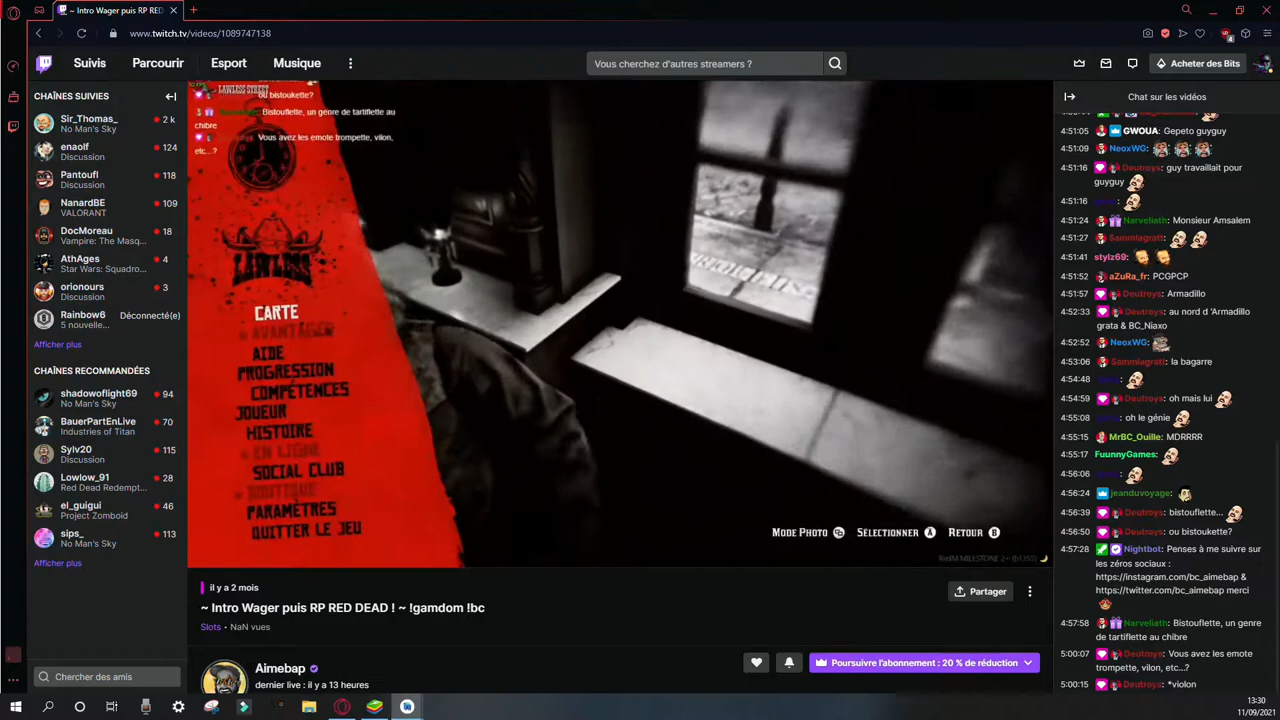 ~ Intro Wager puis RP RED
www.twitch.tv/videos/1089747138
Suivis
Parcourir
Esport
Musique
Vous cherchez d'autres streamers ?
Acheter des Bits
CHAÎNES SUIVIES
Sir_Thomas_
2 k
No Man's Sky
enaolf
124
Discussion
Pantoufl
118
Discussion
NanardBE
109
VALORANT
DocMoreau
18
Vampire: The Masq...
AthAges
4
Star Wars: Squadro...
orionours
3
Discussion
Rainbow6
Déconnecté(e)
5 nouvelle...
Afficher plus
CHAÎNES RECOMMANDÉES
shadowoflight69
94
No Man's Sky
BauerPartEnLive
70
Industries of Titan
Sylv20
115
Discussion
Lowlow_91
28
Red Dead Redempt...
el_guigui
46
Project Zomboid
sips_
113
No Man's Sky
Afficher plus
Chercher des amis
LAWLESS STREET
ou bistoukette?
Bistouflette, un genre de tartiflette au
chibre
Vous avez les emote trompette, vilon,
etc...?
LAWLESS
CARTE
AVANTAGES
AIDE
PROGRESSION
COMPÉTENCES
JOUEUR
HISTOIRE
EN LIGNE
SOCIAL CLUB
BOUTIQUE
PARAMÈTRES
QUITTER LE JEU
MODE PHOTO
SÉLECTIONNER A
RETOUR B
il y a 2 mois
~ Intro Wager puis RP RED DEAD ! ~ !gamdom !bc
Slots • NaN vues
Partager
Aimebap
dernier live : il y a 13 heures
Poursuivre l'abonnement : 20 % de réduction
Chat sur les vidéos
4:51:05 GWOUA: Gepeto guyguy
4:51:09 NeoxWG:
4:51:16 Deutroys: guy travaillait pour
guyguy
4:51:16
4:51:24 Narveliath: Monsieur Amsalem
4:51:27 Sammlagratt:
4:51:41 stylz69:
4:51:52 aZuRa_fr: PCGPCP
4:51:57 Deutroys: Armadillo
4:52:33 Deutroys: au nord d 'Armadillo
grata & BC_Niaxo
4:52:52 NeoxWG:
4:53:06 Sammlagratt: la bagarre
4:54:48
4:54:59 Deutroys: oh mais lui
4:55:08 oh le génie
4:55:15 MrBC_Ouille: MDRRRR
4:55:17 FuunnyGames:
4:56:06
4:56:24 jeanduvoyage:
4:56:39 Deutroys: bistouflette...
4:56:50 Deutroys: ou bistoukette?
4:57:28 Nightbot: Penses à me suivre sur
les zéros sociaux :
https://instagram.com/bc_aimebap &
https://twitter.com/bc_aimebap merci
4:57:58 Narveliath: Bistouflette, un genre
de tartiflette au chibre
5:00:07 Deutroys: Vous avez les emote
trompette, vilon, etc...?
5:00:15 Deutroys: *violon
13:30
11/09/2021